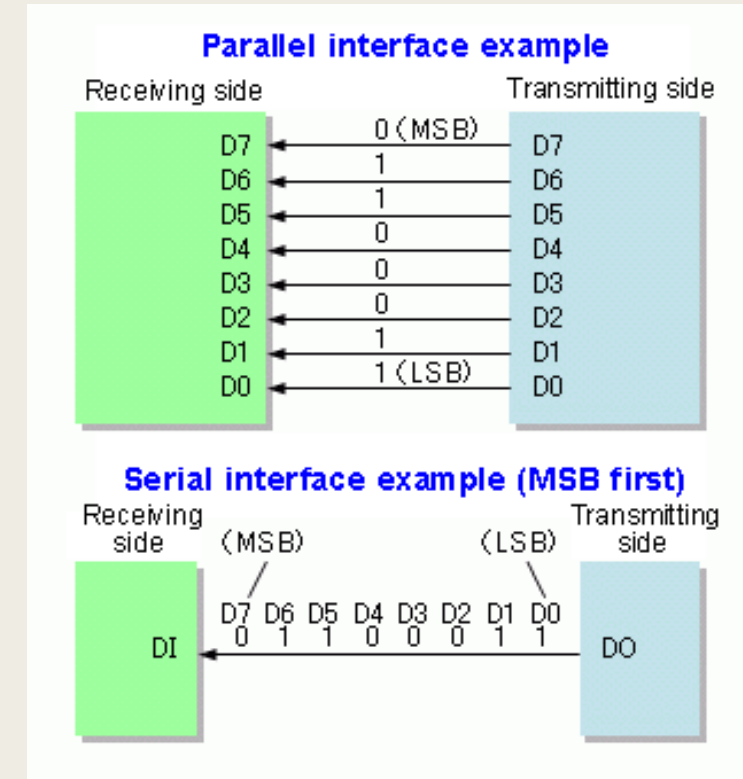 Parallel interface example
Receiving side Transmitting side
D7 0 (MSB) D7
D6 1 D6
D5 1 D5
D4 0 D4
D3 0 D3
D2 0 D2
D1 1 D1
D0 1 (LSB) D0
Serial interface example (MSB first)
Receiving side
Transmitting side
(MSB) (LSB)
D7 D6 D5 D4 D3 D2 D1 D0
0 1 1 0 0 0 1 1
DI DO